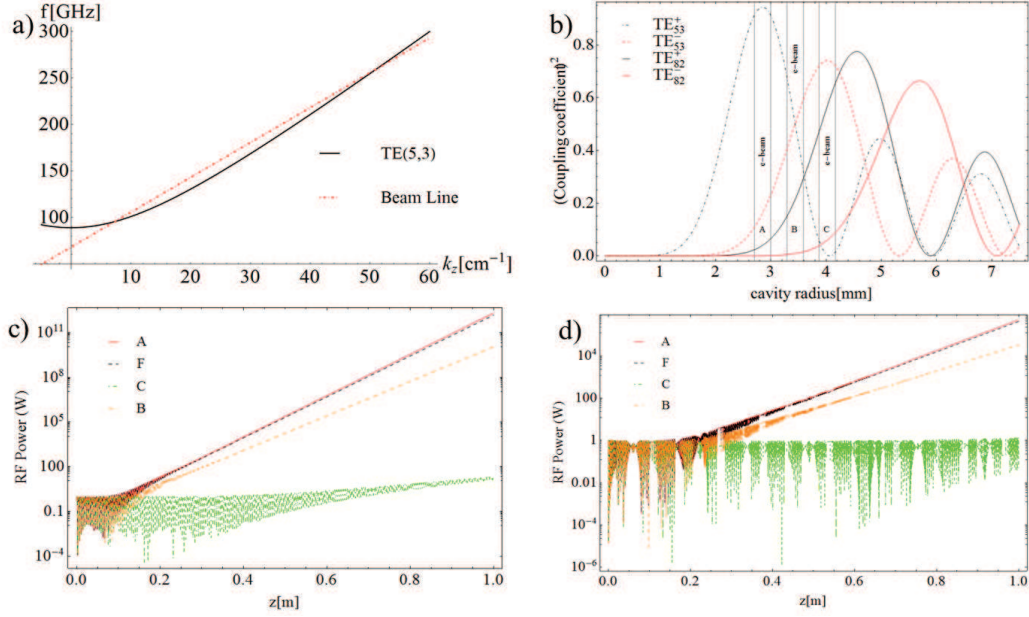 a)
f[GHz]
300
250
200
150
100
TE(5,3)
Beam Line
10
20
30
40
50
60
k_z[cm⁻¹]
b)
(Coupling coefficient)²
0.8
0.6
0.4
0.2
0.0
TE⁺₅₃
TE⁻₅₃
TE⁺₈₂
TE⁻₈₂
e-beam
e-beam
e-beam
A
B
C
0
1
2
3
4
5
6
7
cavity radius[mm]
c)
RF Power (W)
10¹¹
10⁸
10⁵
100
0.1
10⁻⁴
A
F
C
B
0.0
0.2
0.4
0.6
0.8
1.0
z[m]
d)
RF Power (W)
10⁴
100
1
0.01
10⁻⁴
10⁻⁶
A
F
C
B
0.0
0.2
0.4
0.6
0.8
1.0
z[m]